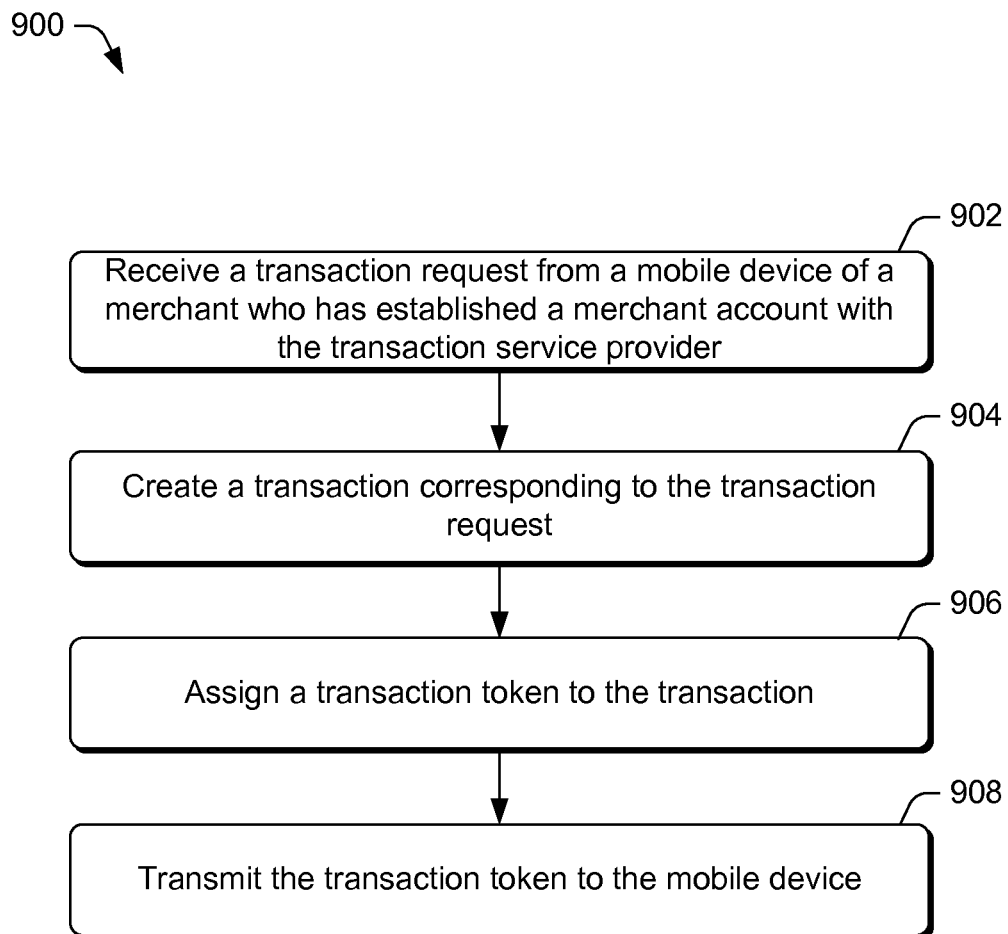 900
902
Receive a transaction request from a mobile device of a
merchant who has established a merchant account with
the transaction service provider
904
Create a transaction corresponding to the transaction
request
906
Assign a transaction token to the transaction
908
Transmit the transaction token to the mobile device